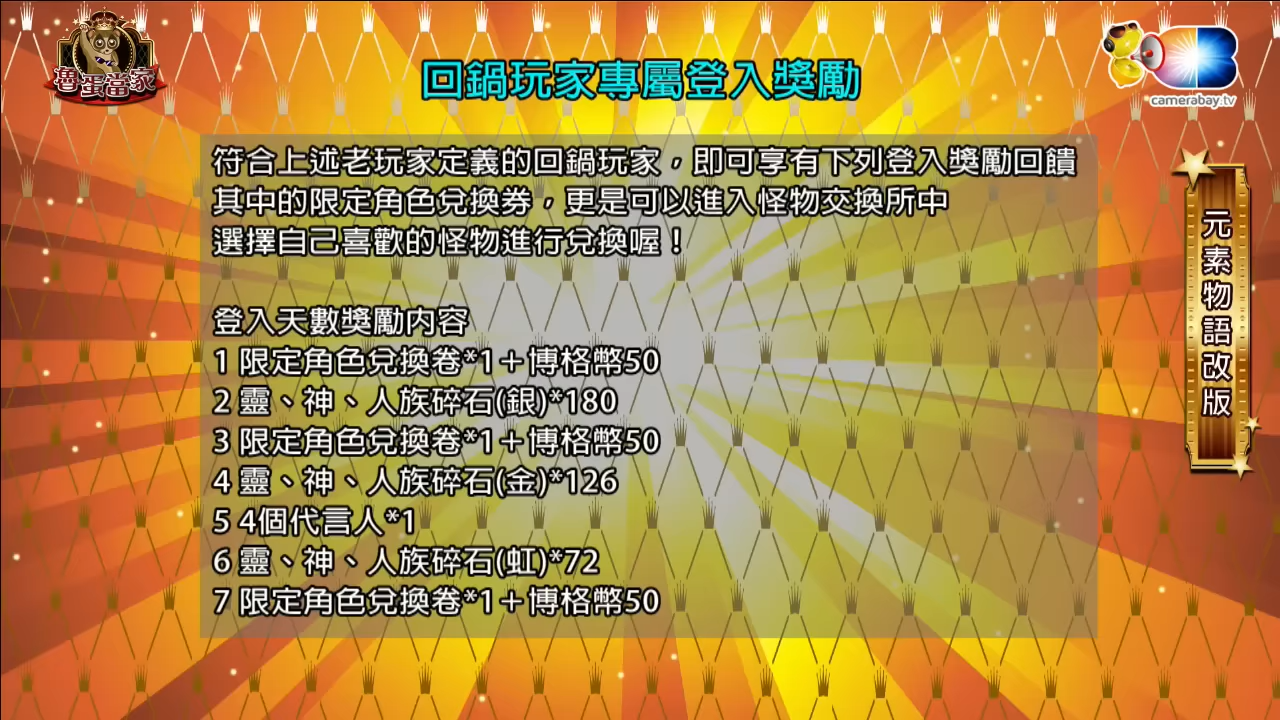 魯蛋當家
回鍋玩家專屬登入獎勵
camerabay.tv
符合上述老玩家定義的回鍋玩家，即可享有下列登入獎勵回饋
其中的限定角色兌換券，更是可以進入怪物交換所中
選擇自己喜歡的怪物進行兌換喔！
登入天數獎勵內容
1 限定角色兌換卷*1＋博格幣50
2 靈、神、人族碎石(銀)*180
3 限定角色兌換卷*1＋博格幣50
4 靈、神、人族碎石(金)*126
5 4個代言人*1
6 靈、神、人族碎石(虹)*72
7 限定角色兌換卷*1＋博格幣50
元素物語改版